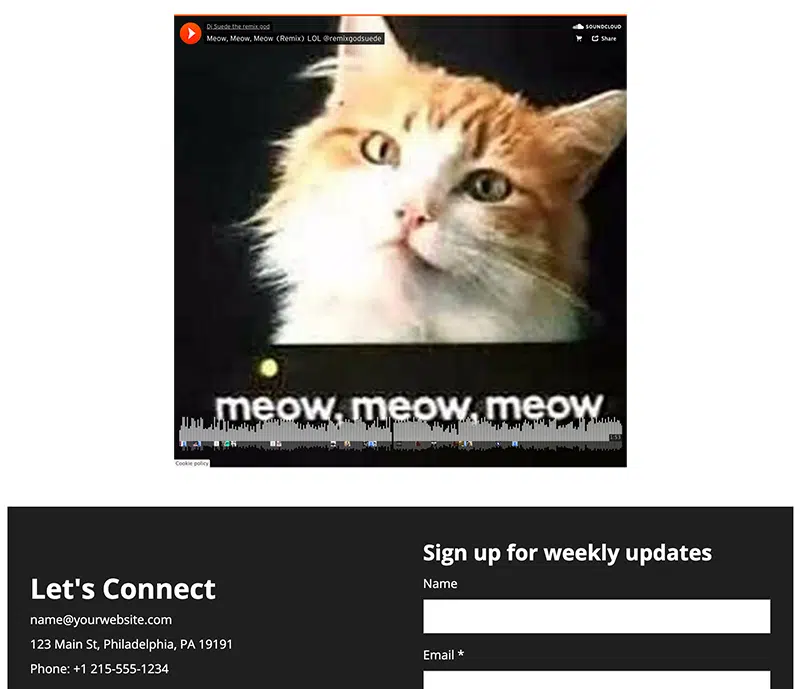 Dj Suede the remix god
SOUNDCLOUD
Meow, Meow, Meow (Remix) LOL @remixgodsuede
Share
meow, meow, meow
1:53
Cookie policy
Let's Connect
name@yourwebsite.com
123 Main St, Philadelphia, PA 19191
Phone: +1 215-555-1234
Sign up for weekly updates
Name
Email *